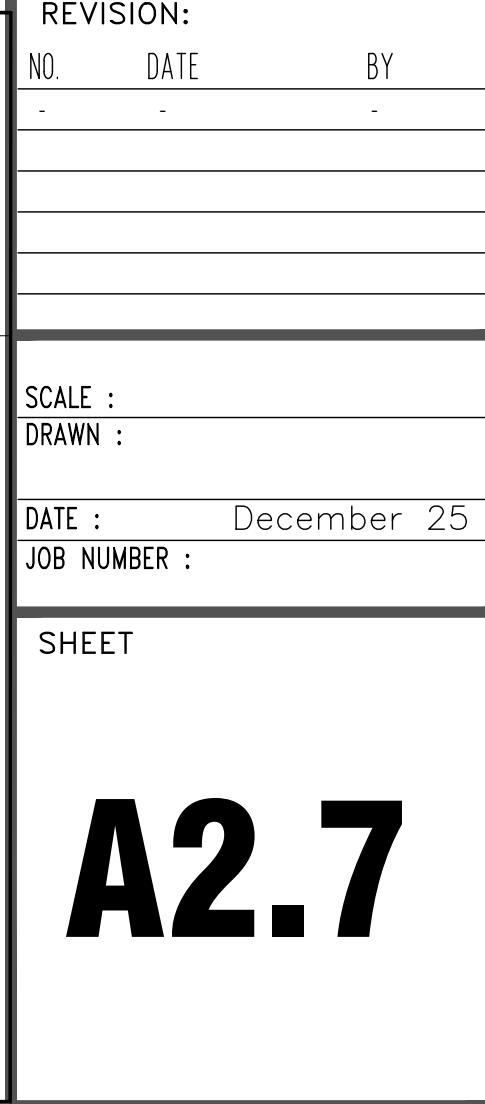 REVISION:
NO. DATE BY
- - -
SCALE :
DRAWN :
DATE : December 25
JOB NUMBER :
SHEET
A2.7